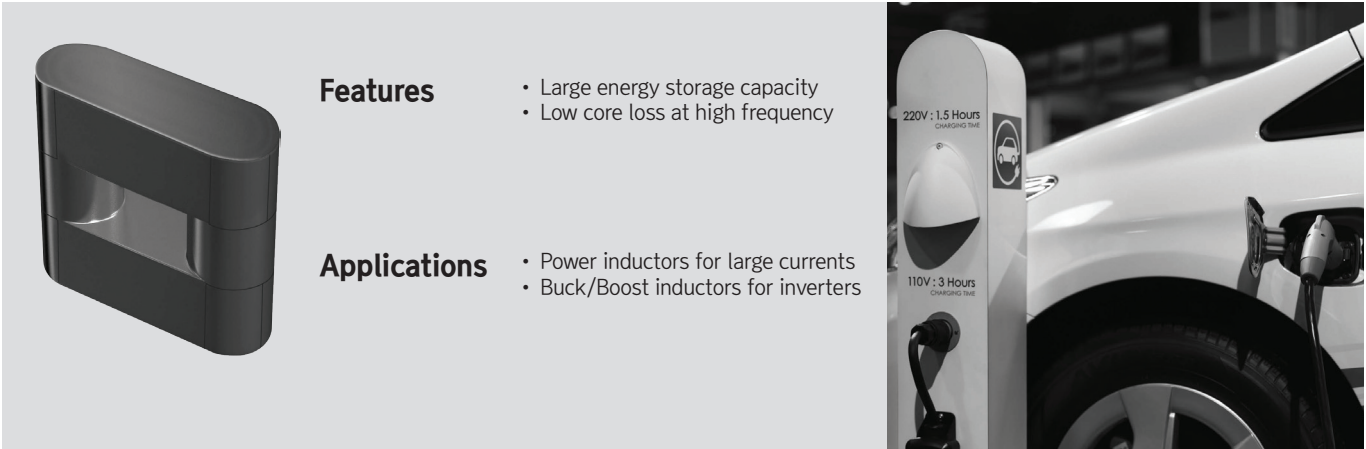 Features
• Large energy storage capacity
• Low core loss at high frequency
Applications
• Power inductors for large currents
• Buck/Boost inductors for inverters
220V : 1.5 Hours
CHARGING TIME
110V : 3 Hours
CHARGING TIME